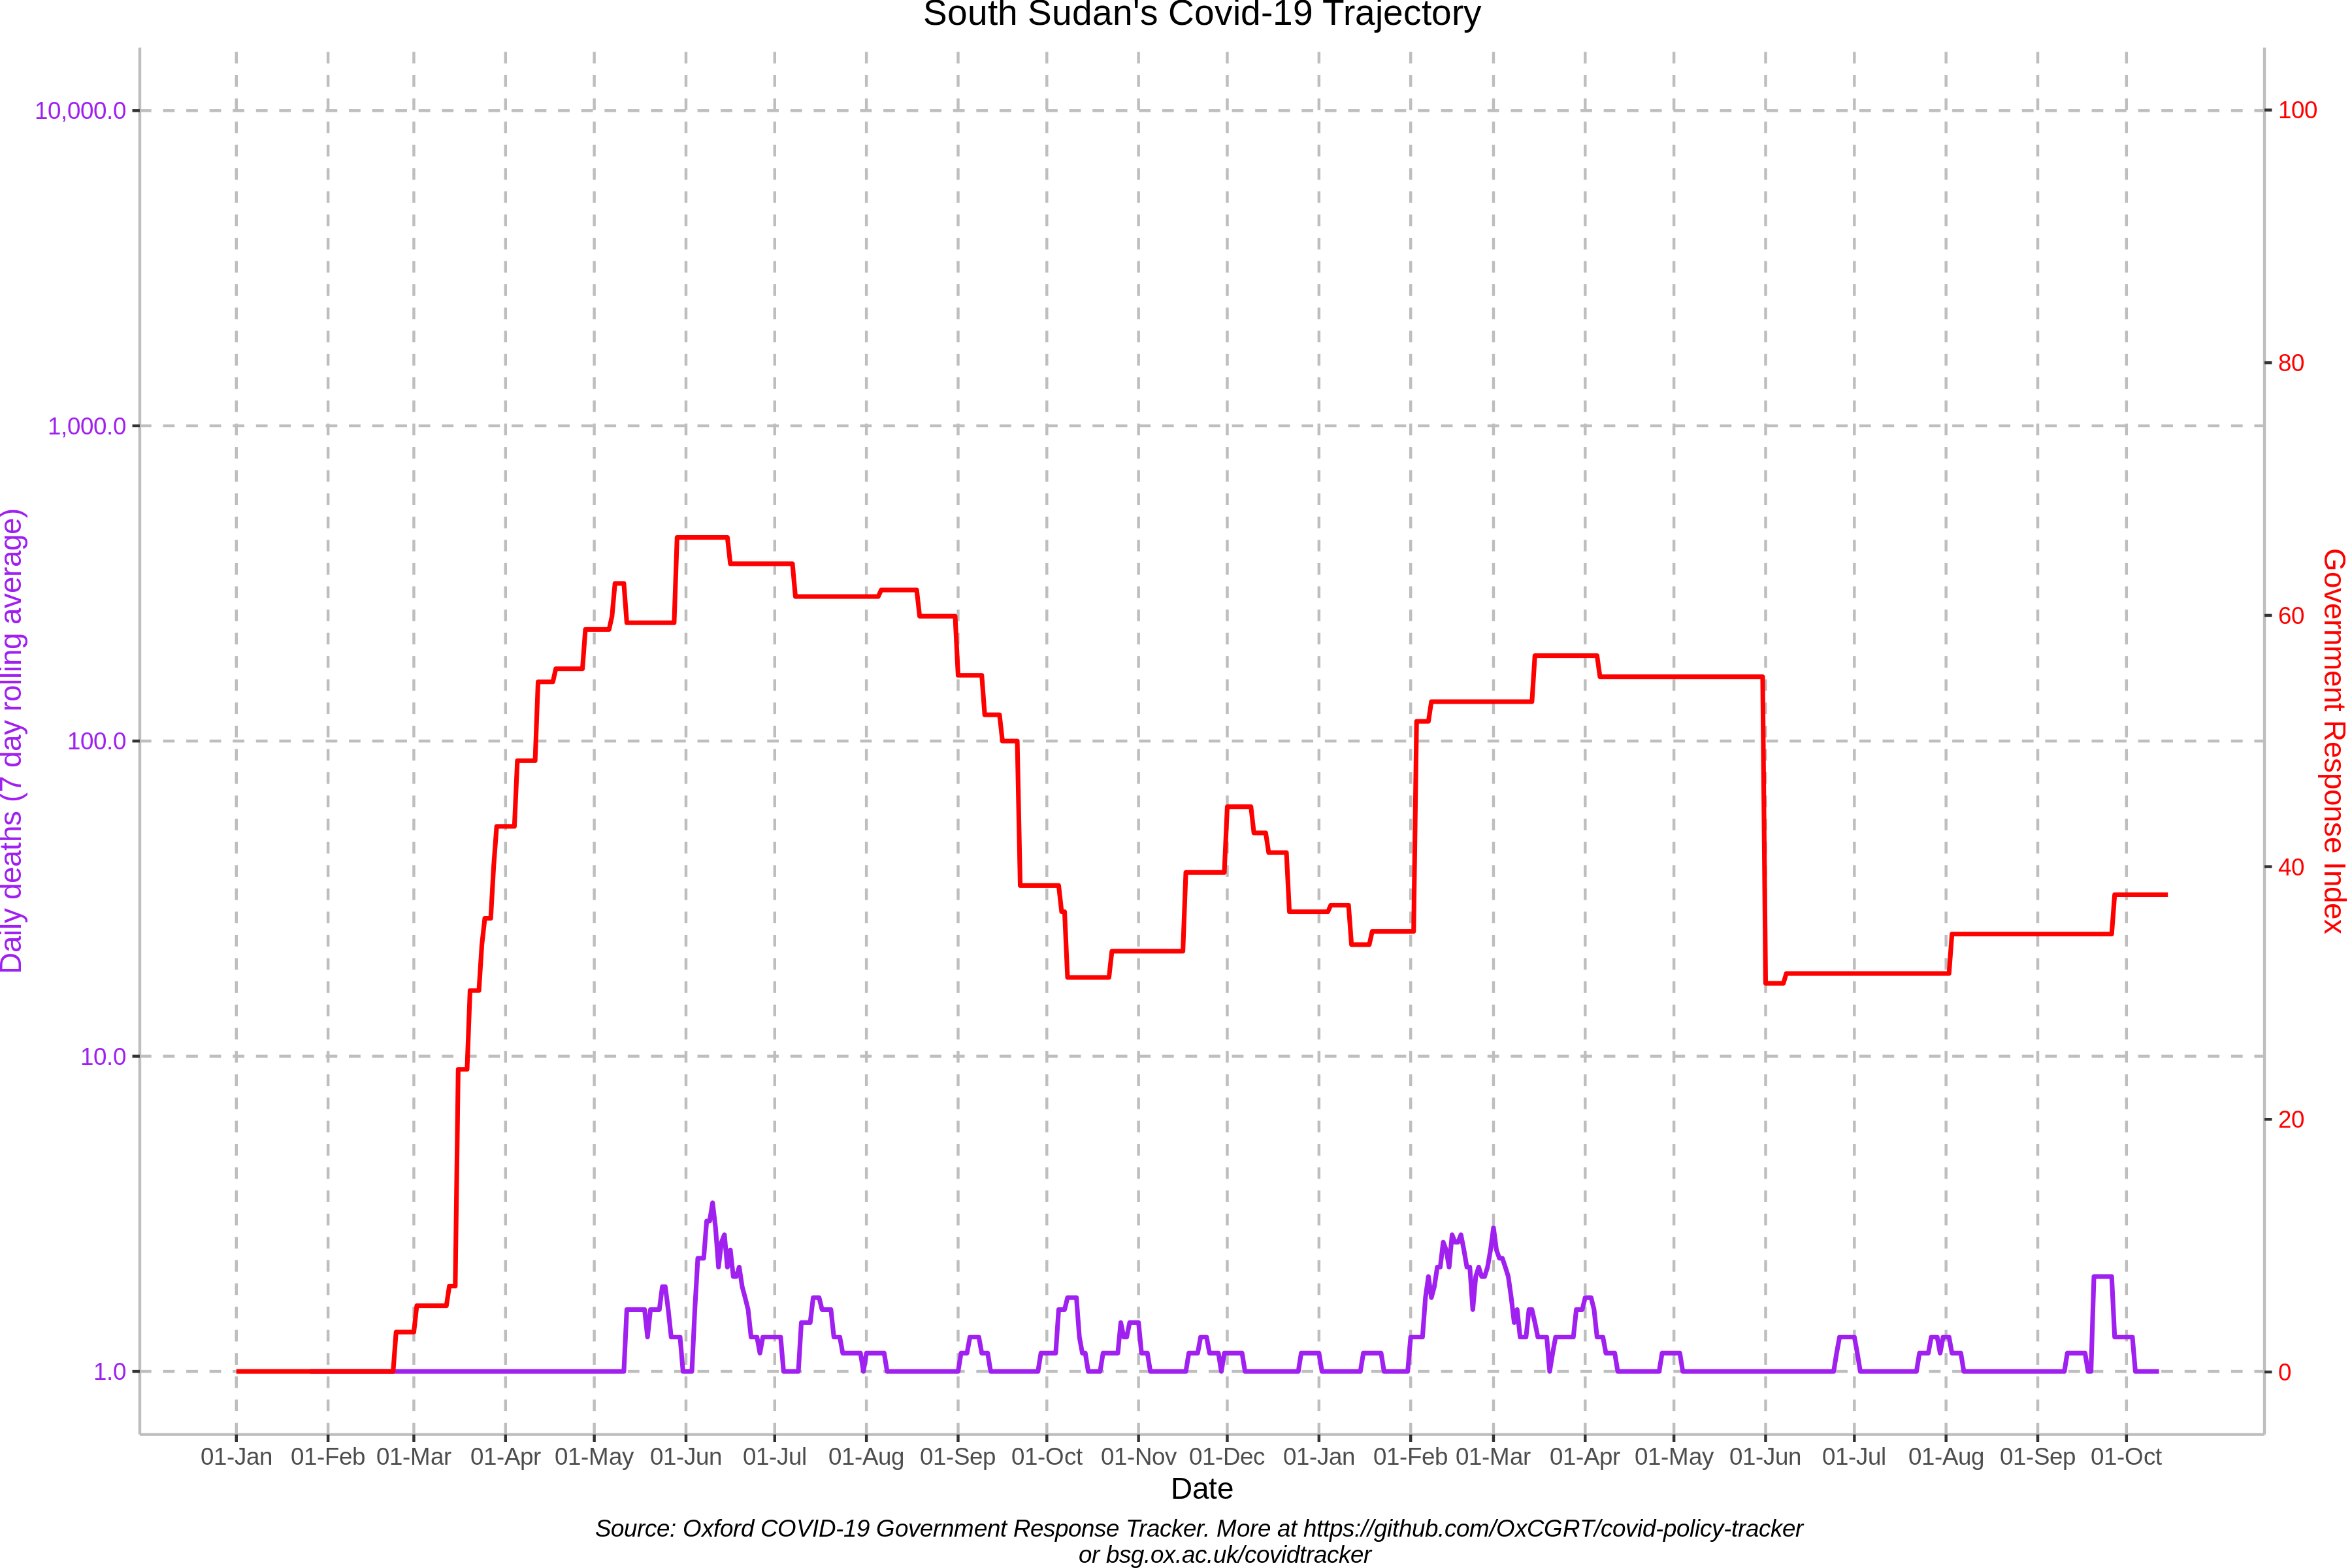 South Sudan's Covid-19 Trajectory
10,000.0
1,000.0
100.0
10.0
1.0
Daily deaths (7 day rolling average)
100
80
60
40
20
0
Government Response Index
01-Jan 01-Feb 01-Mar 01-Apr 01-May 01-Jun 01-Jul 01-Aug 01-Sep 01-Oct 01-Nov 01-Dec 01-Jan 01-Feb 01-Mar 01-Apr 01-May 01-Jun 01-Jul 01-Aug 01-Sep 01-Oct
Date
Source: Oxford COVID-19 Government Response Tracker. More at https://github.com/OxCGRT/covid-policy-tracker
or bsg.ox.ac.uk/covidtracker